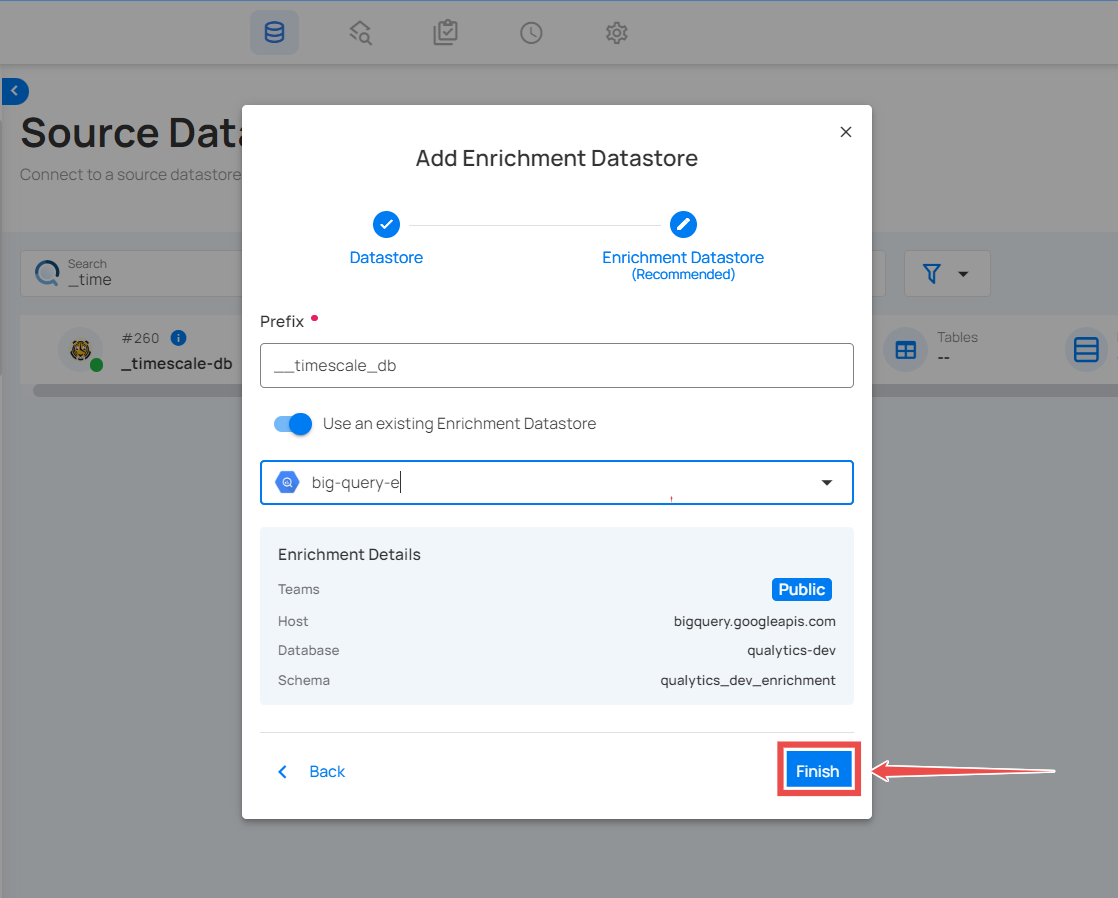 Source Data
Connect to a source datastore
Search
_time
#260
_timescale-db
Tables
--
Add Enrichment Datastore
Datastore
Enrichment Datastore
(Recommended)
Prefix
__timescale_db
Use an existing Enrichment Datastore
big-query-e
Enrichment Details
Teams
Public
Host
bigquery.googleapis.com
Database
qualytics-dev
Schema
qualytics_dev_enrichment
Back
Finish